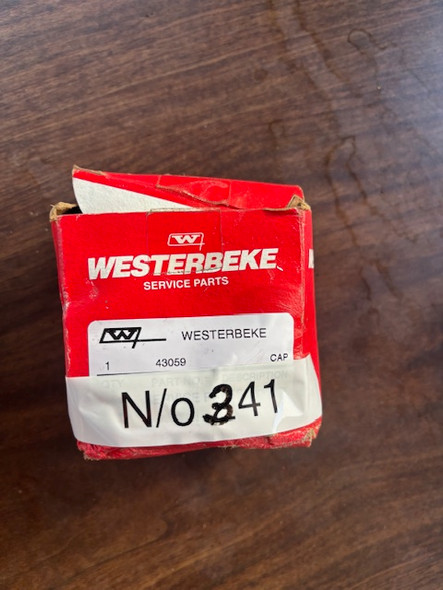 WESTERBEKE
SERVICE PARTS
WESTERBEKE
1 43059 CAP
N/o 341